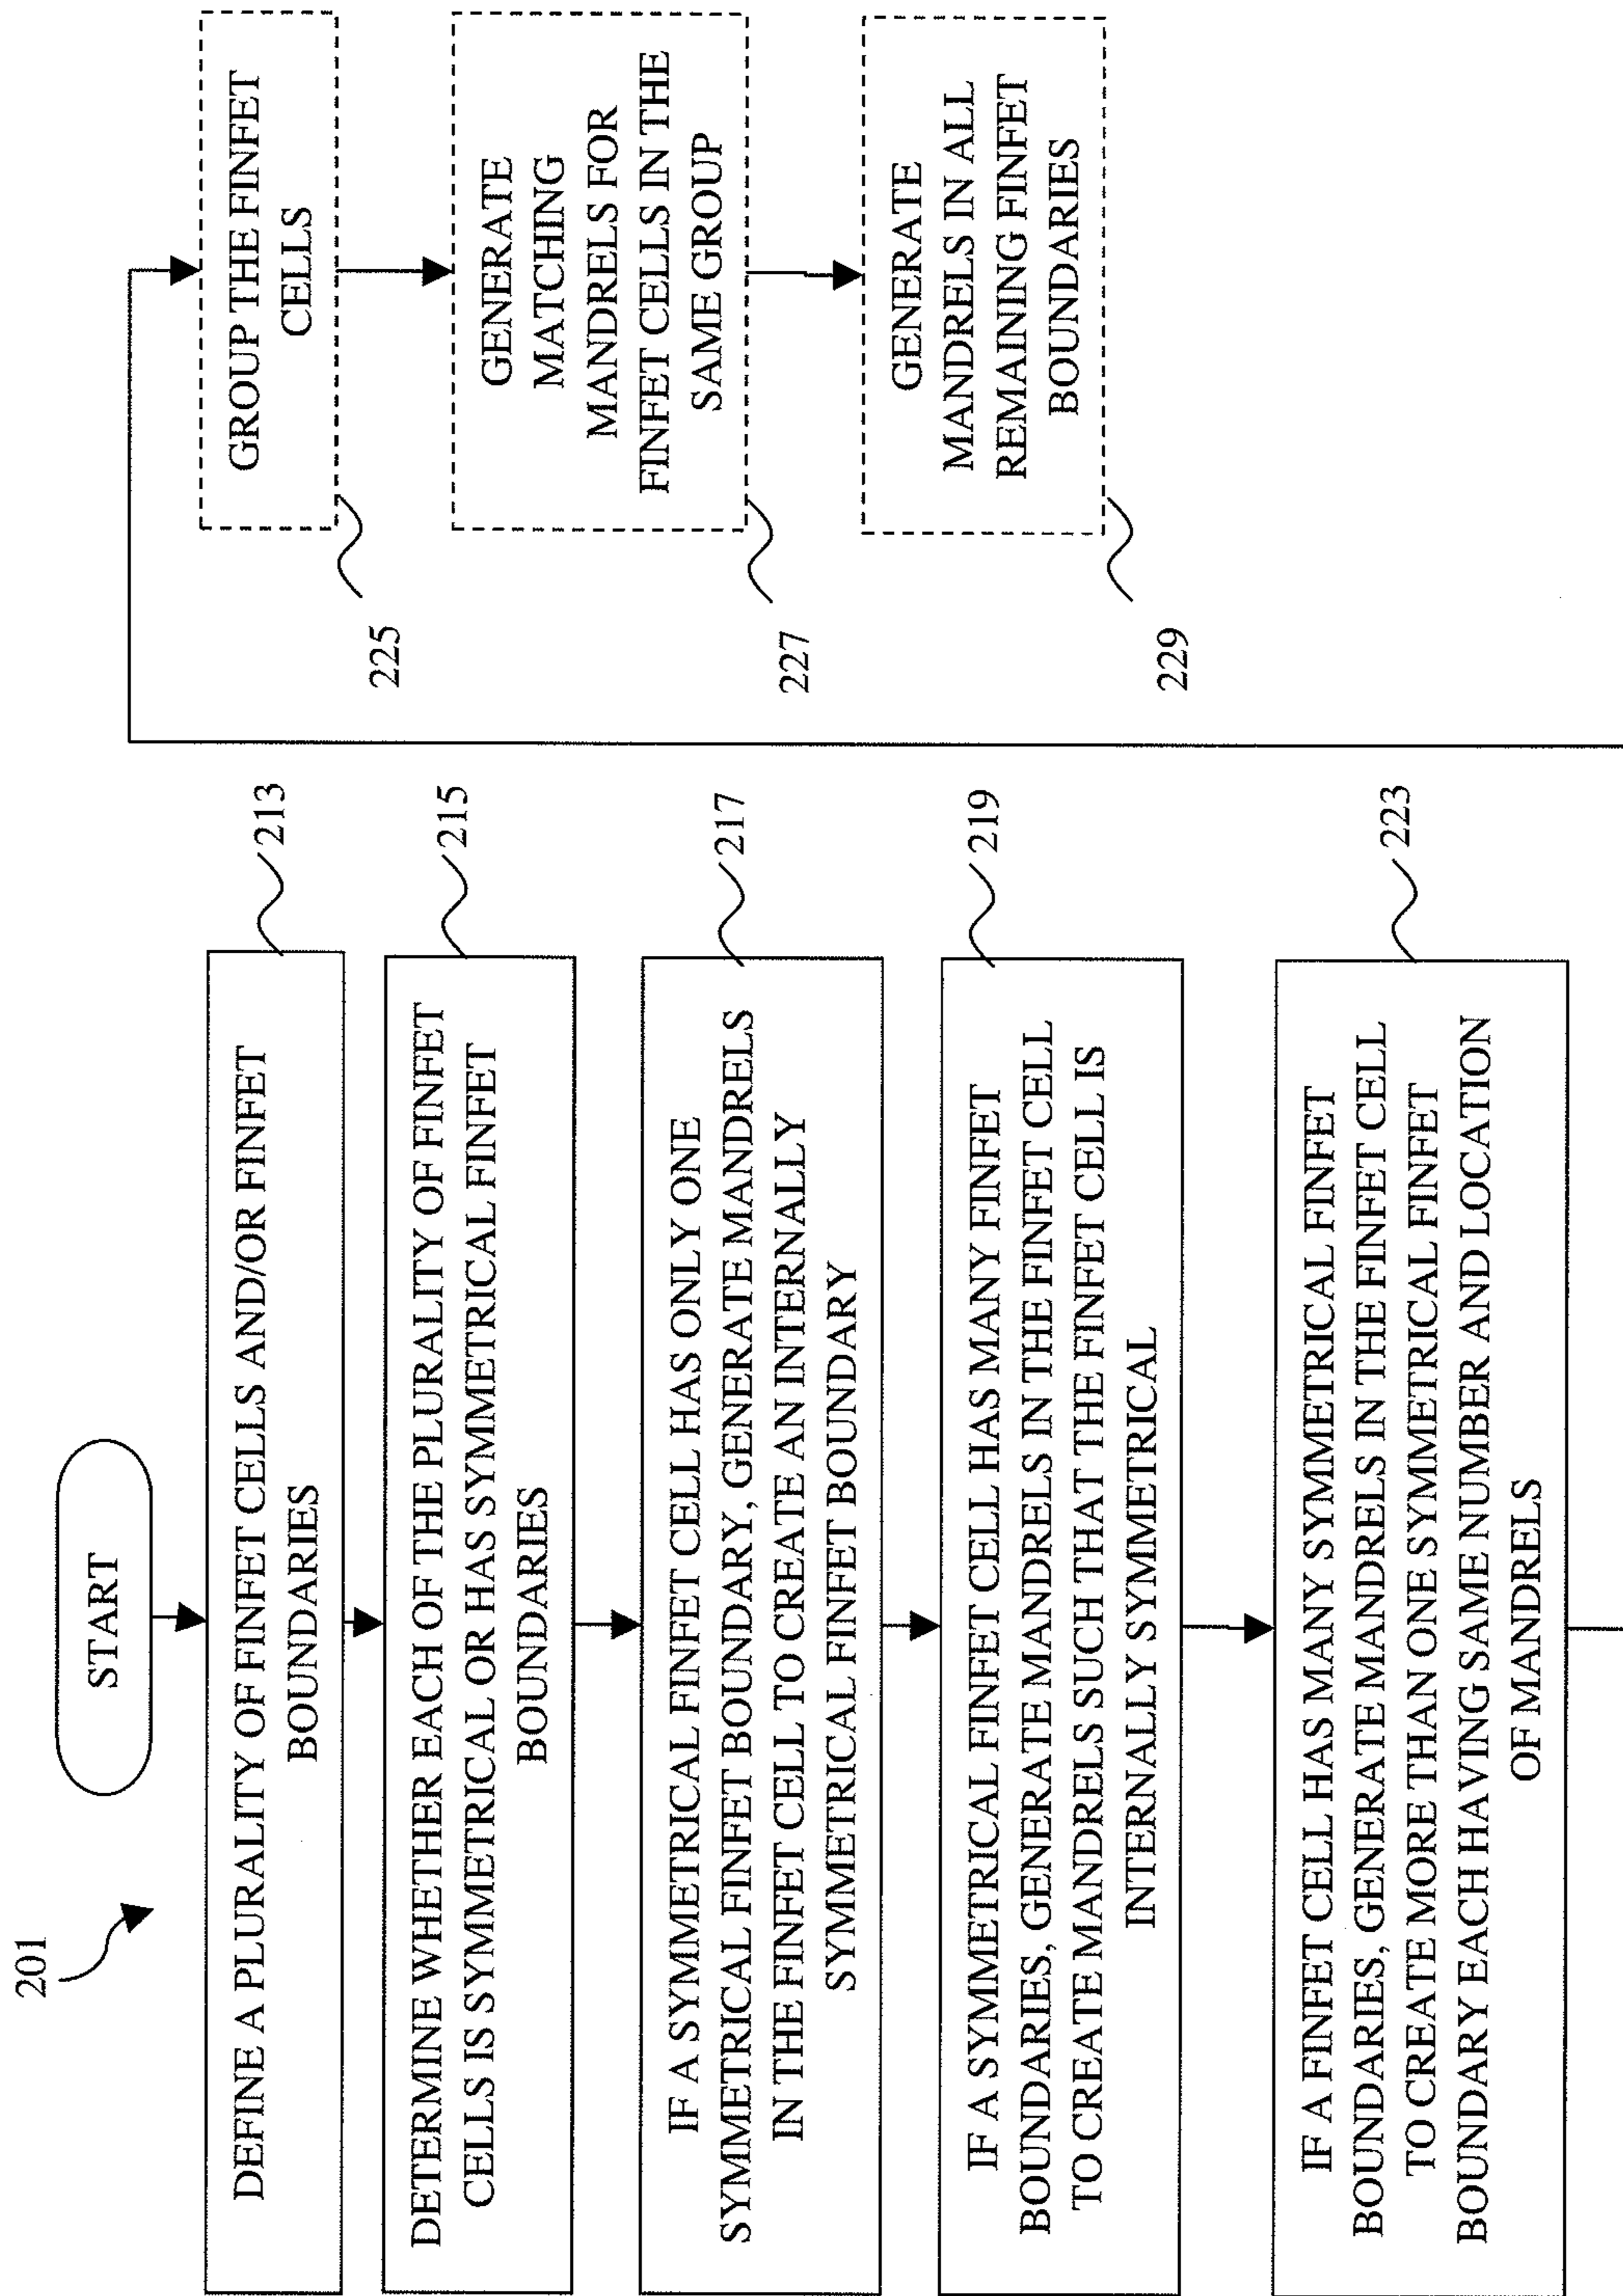 201
START
DEFINE A PLURALITY OF FINFET CELLS AND/OR FINFET
BOUNDARIES
213
DETERMINE WHETHER EACH OF THE PLURALITY OF FINFET
CELLS IS SYMMETRICAL OR HAS SYMMETRICAL FINFET
BOUNDARIES
215
IF A SYMMETRICAL FINFET CELL HAS ONLY ONE
SYMMETRICAL FINFET BOUNDARY, GENERATE MANDRELS
IN THE FINFET CELL TO CREATE AN INTERNALLY
SYMMETRICAL FINFET BOUNDARY
217
IF A SYMMETRICAL FINFET CELL HAS MANY FINFET
BOUNDARIES, GENERATE MANDRELS IN THE FINFET CELL
TO CREATE MANDRELS SUCH THAT THE FINFET CELL IS
INTERNALLY SYMMETRICAL
219
IF A FINFET CELL HAS MANY SYMMETRICAL FINFET
BOUNDARIES, GENERATE MANDRELS IN THE FINFET CELL
TO CREATE MORE THAN ONE SYMMETRICAL FINFET
BOUNDARY EACH HAVING SAME NUMBER AND LOCATION
OF MANDRELS
223
GROUP THE FINFET
CELLS
225
GENERATE
MATCHING
MANDRELS FOR
FINFET CELLS IN THE
SAME GROUP
227
GENERATE
MANDRELS IN ALL
REMAINING FINFET
BOUNDARIES
229